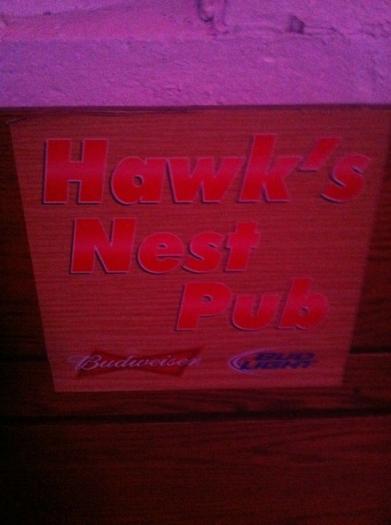 Hawk's
Nest
Pub
Budweiser BUD LIGHT